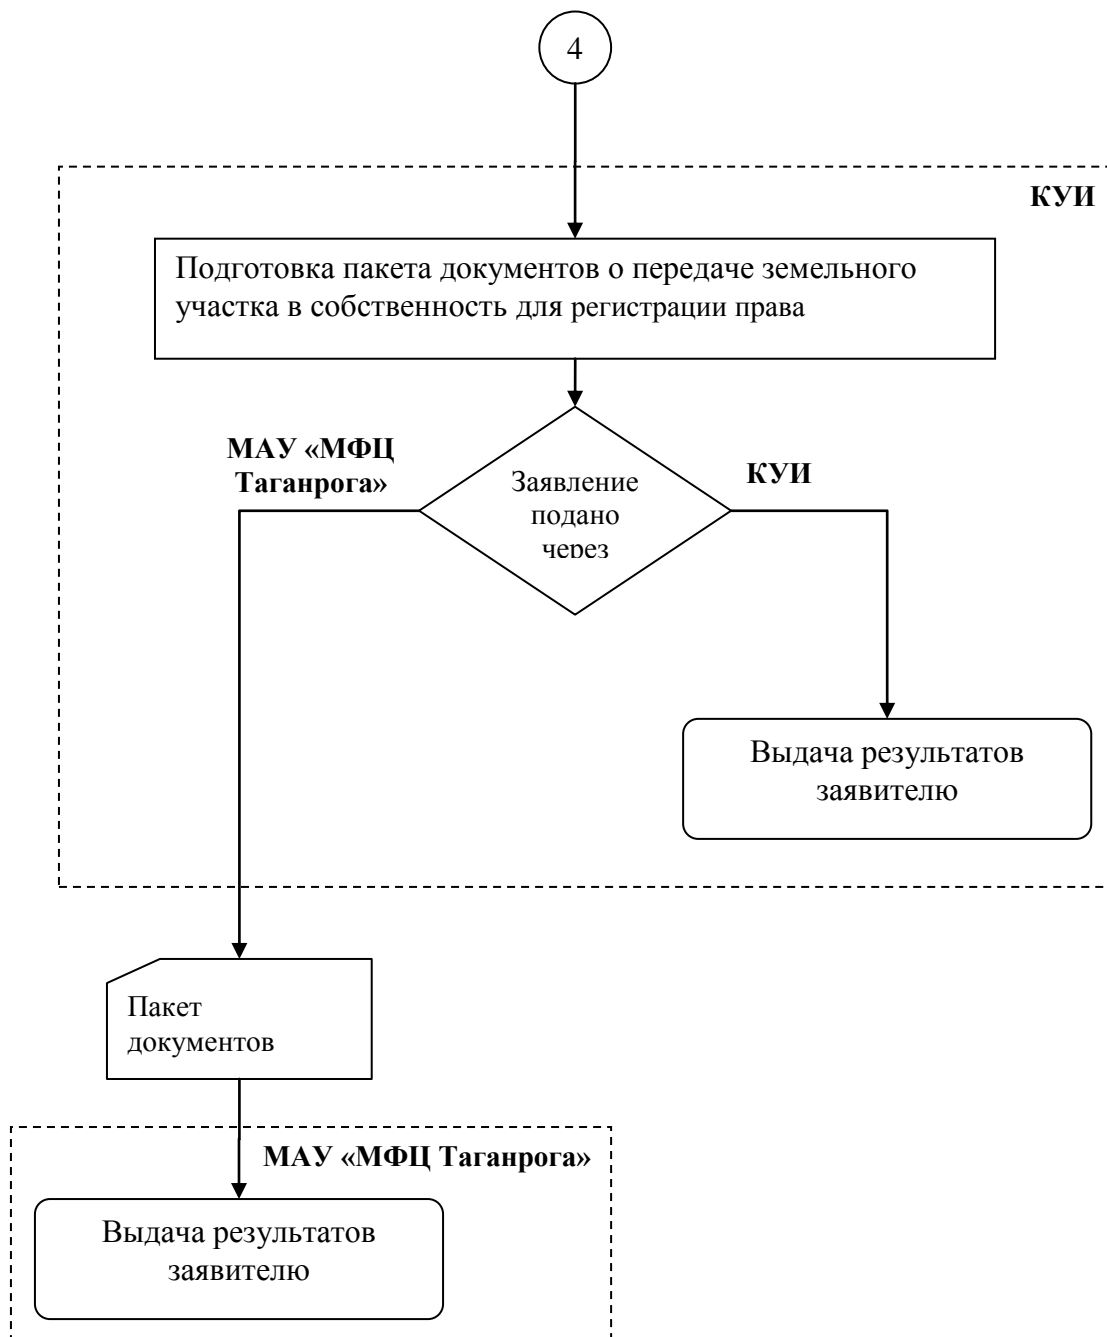 4
КУИ
Подготовка пакета документов о передаче земельного
участка в собственность для регистрации права
МАУ «МФЦ
Таганрога»
Заявление
подано
через
КУИ
Выдача результатов
заявителю
Пакет
документов
МАУ «МФЦ Таганрога»
Выдача результатов
заявителю